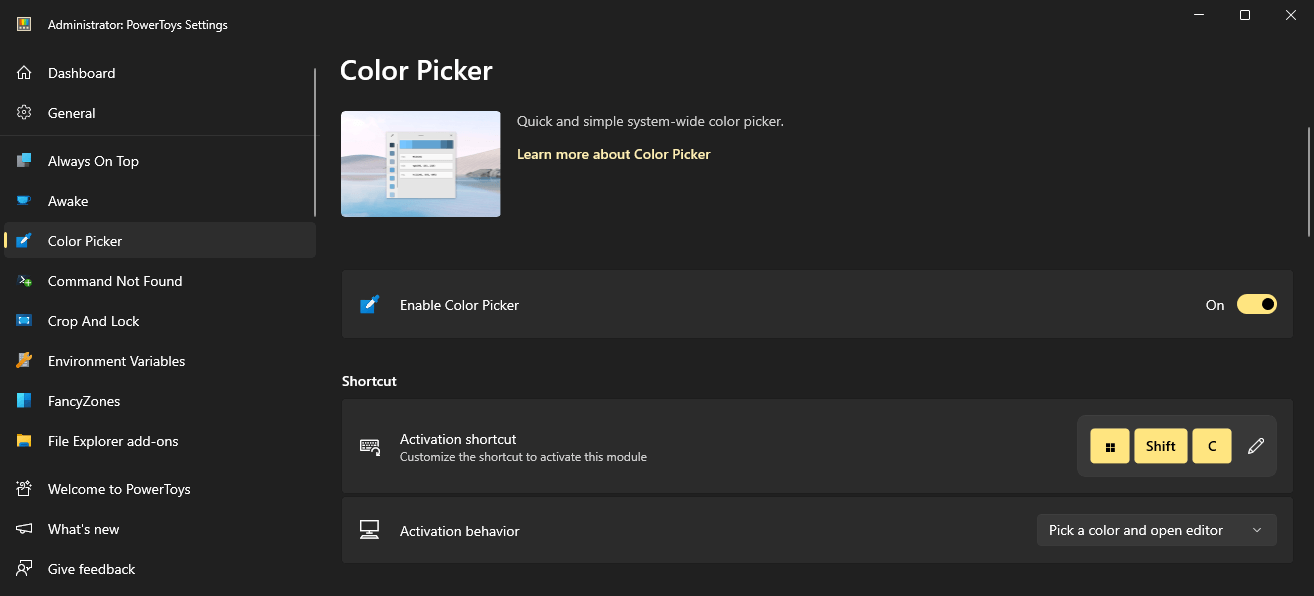 Administrator: PowerToys Settings
Dashboard
General
Always On Top
Awake
Color Picker
Command Not Found
Crop And Lock
Environment Variables
FancyZones
File Explorer add-ons
Welcome to PowerToys
What's new
Give feedback
Color Picker
Quick and simple system-wide color picker.
Learn more about Color Picker
Enable Color Picker
On
Shortcut
Activation shortcut
Customize the shortcut to activate this module
Shift
C
Activation behavior
Pick a color and open editor